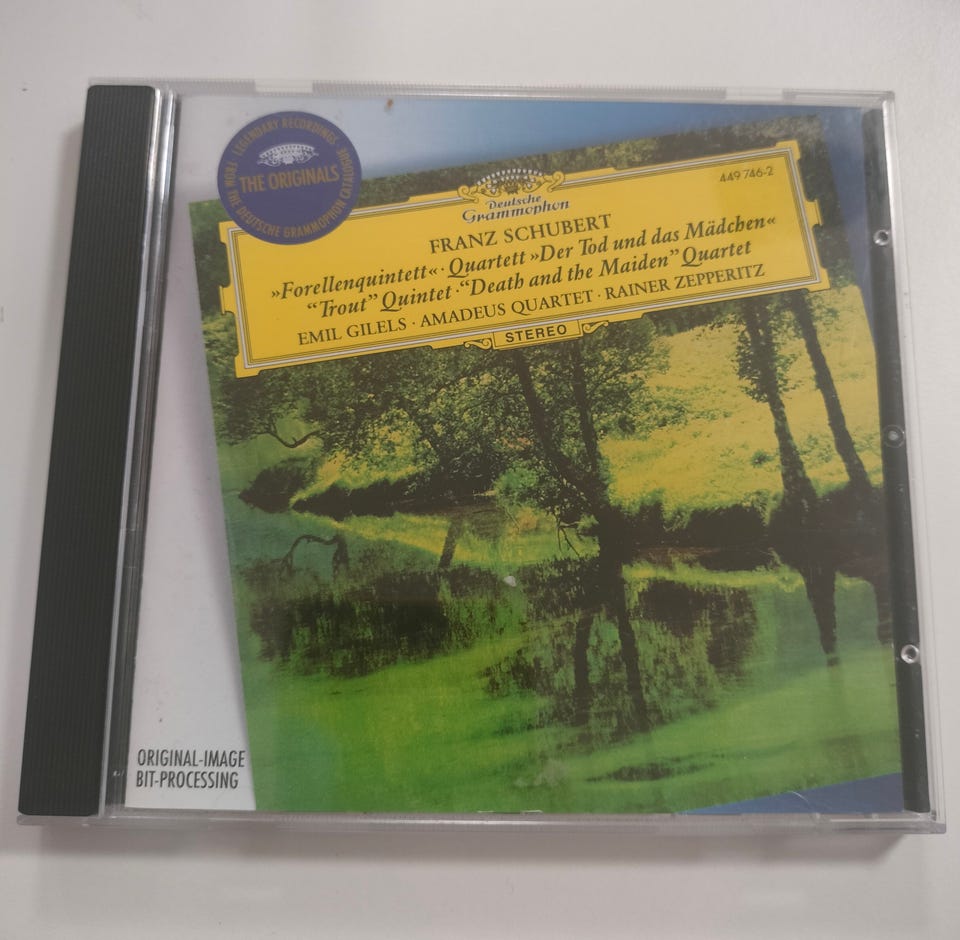 LEGENDARY RECORDINGS
THE ORIGINALS
FROM THE DEUTSCHE GRAMMOPHON CATALOGUE
449 746-2
Deutsche
Grammophon
FRANZ SCHUBERT
»Forellenquintett« · Quartett »Der Tod und das Mädchen«
“Trout” Quintet · “Death and the Maiden” Quartet
EMIL GILELS · AMADEUS QUARTET · RAINER ZEPPERITZ
STEREO
ORIGINAL-IMAGE
BIT-PROCESSING